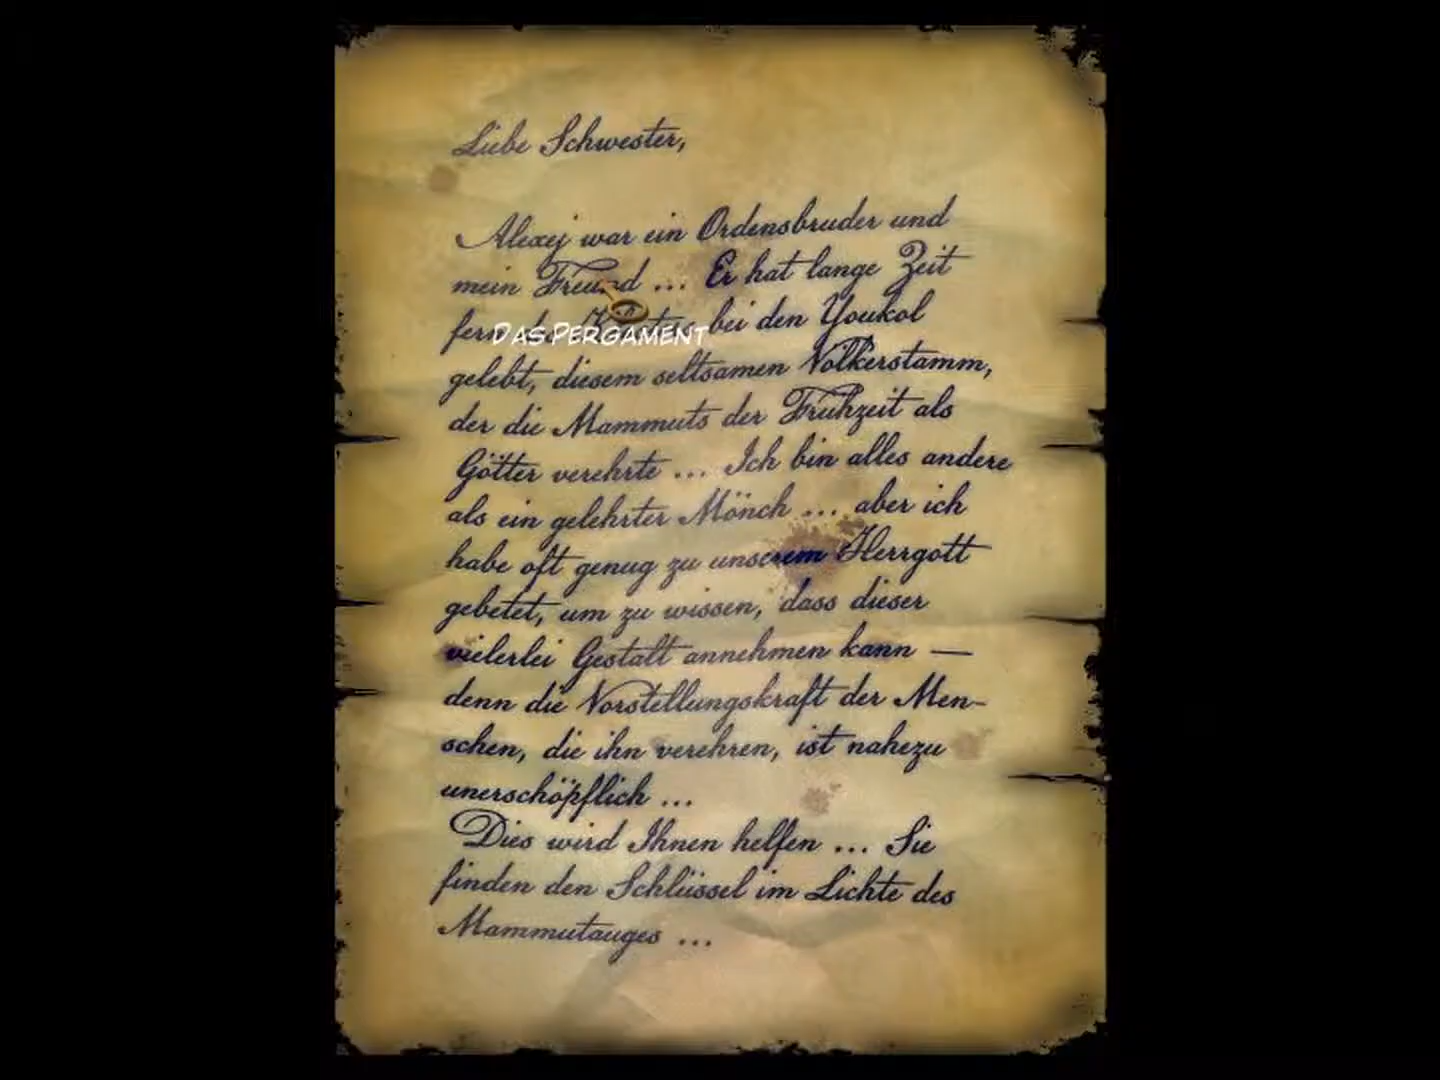 Liebe Schwester,
Alexej war ein Ordensbruder und
mein Freund ... Er hat lange Zeit
fern des bei den Youkol
DAS PERGAMENT
gelebt, diesem seltsamen Volkerstamm,
der die Mammuts der Frühzeit als
Götter verehrte ... Ich bin alles andere
als ein gelehrter Mönch ... aber ich
habe oft genug zu unserem Herrgott
gebetet, um zu wissen, dass dieser
vielerlei Gestalt annehmen kann —
denn die Vorstellungskraft der Men-
schen, die ihn verehren, ist nahezu
unerschöpflich ...
Dies wird Ihnen helfen ... Sie
finden den Schlüssel im Lichte des
Mammutauges ...